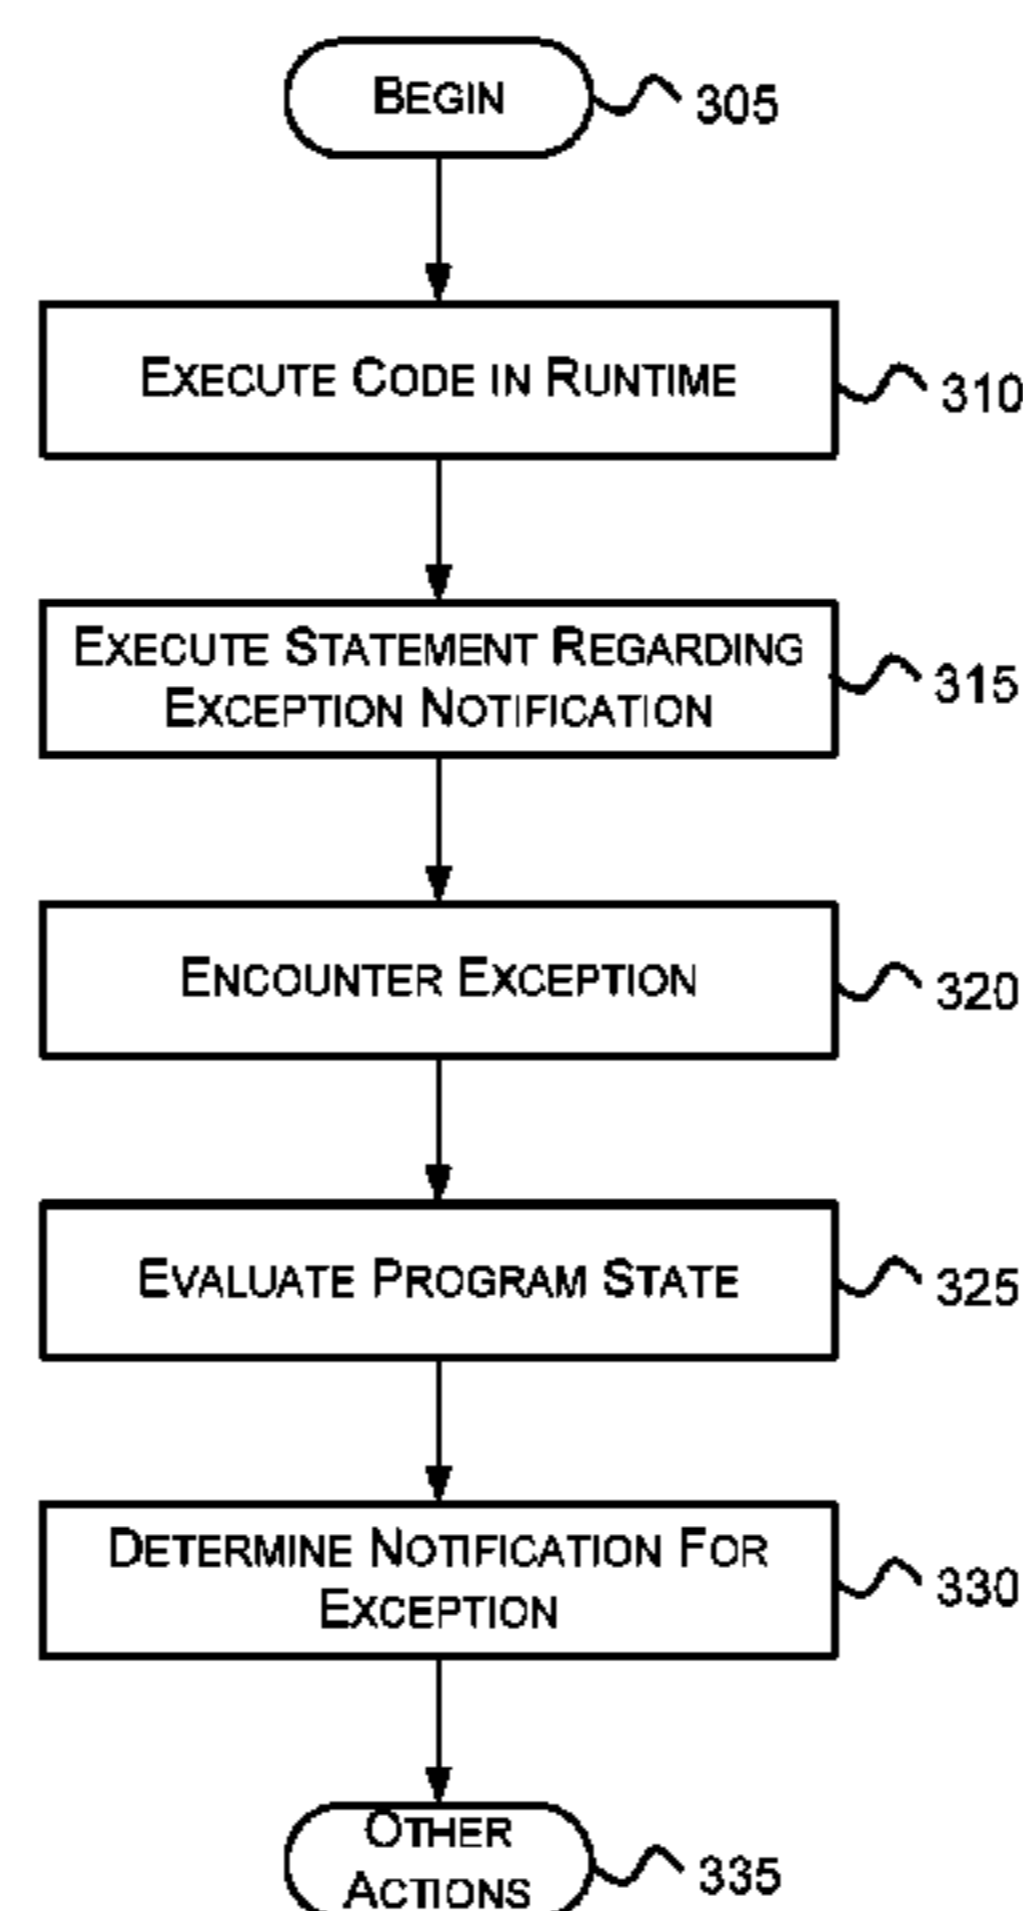 BEGIN
305
EXECUTE CODE IN RUNTIME
310
EXECUTE STATEMENT REGARDING
EXCEPTION NOTIFICATION
315
ENCOUNTER EXCEPTION
320
EVALUATE PROGRAM STATE
325
DETERMINE NOTIFICATION FOR
EXCEPTION
330
OTHER
ACTIONS
335